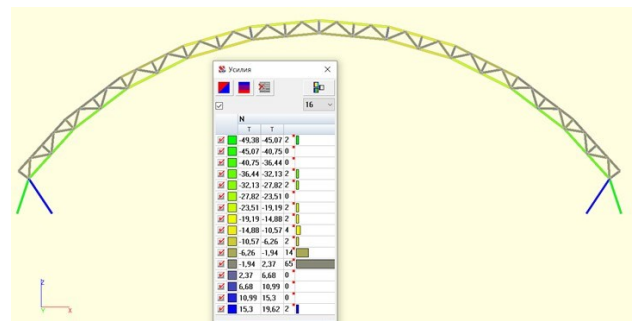 Усилия
16
N
Т Т
-49,38 -45,07 2
-45,07 -40,75 0
-40,75 -36,44 0
-36,44 -32,13 2
-32,13 -27,82 2
-27,82 -23,51 0
-23,51 -19,19 2
-19,19 -14,88 2
-14,88 -10,57 4
-10,57 -6,26 2
-6,26 -1,94 14
-1,94 2,37 65
2,37 6,68 0
6,68 10,99 0
10,99 15,3 0
15,3 19,62 2
Z
Y X